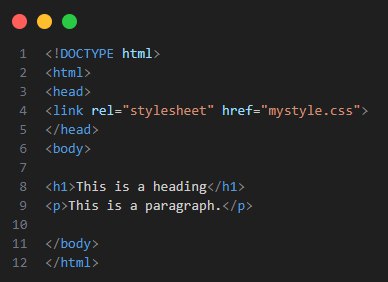 1 <!DOCTYPE html>
2 <html>
3 <head>
4 <link rel="stylesheet" href="mystyle.css">
5 </head>
6 <body>
7
8 <h1>This is a heading</h1>
9 <p>This is a paragraph.</p>
10
11 </body>
12 </html>